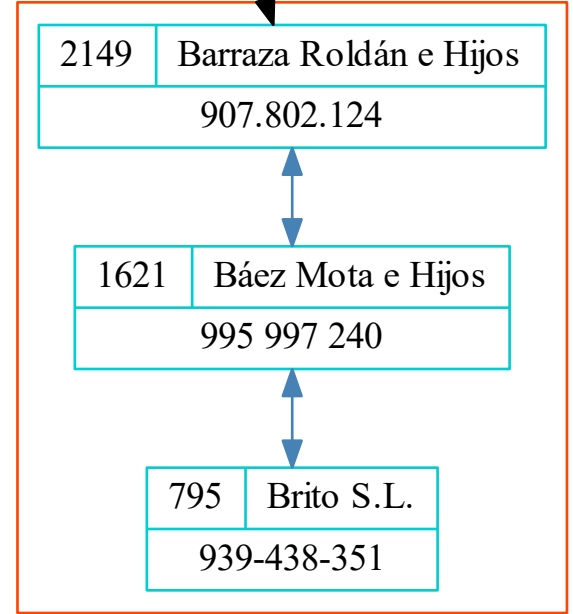 2149 Barraza Roldán e Hijos
907.802.124
1621 Báez Mota e Hijos
995 997 240
795 Brito S.L.
939-438-351